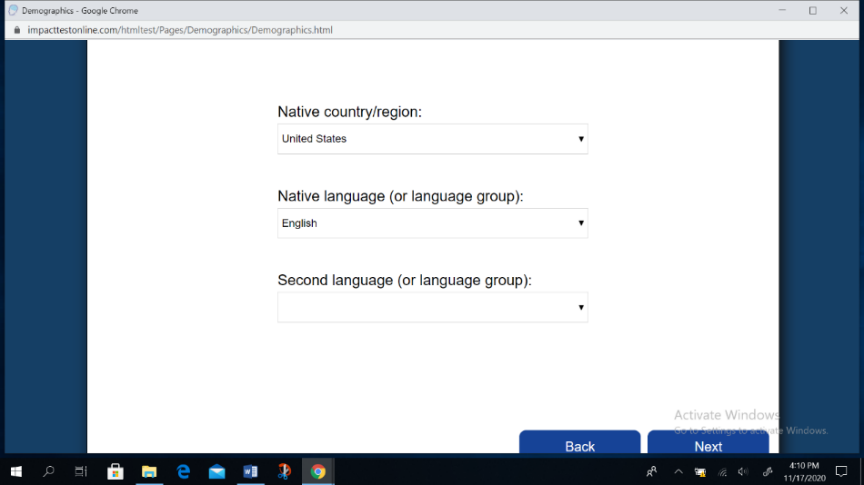 Demographics - Google Chrome
impacttestonline.com/htmltest/Pages/Demographics/Demographics.html
Native country/region:
United States
Native language (or language group):
English
Second language (or language group):
Activate Windows
Go to Settings to activate Windows.
Back
Next
4:10 PM
11/17/2020